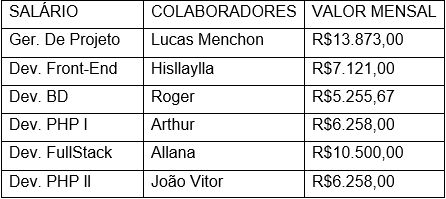 SALÁRIO COLABORADORES VALOR MENSAL
Ger. De Projeto Lucas Menchon R$13.873,00
Dev. Front-End Hisllaylla R$7.121,00
Dev. BD Roger R$5.255,67
Dev. PHP I Arthur R$6.258,00
Dev. FullStack Allana R$10.500,00
Dev. PHP II João Vitor R$6.258,00